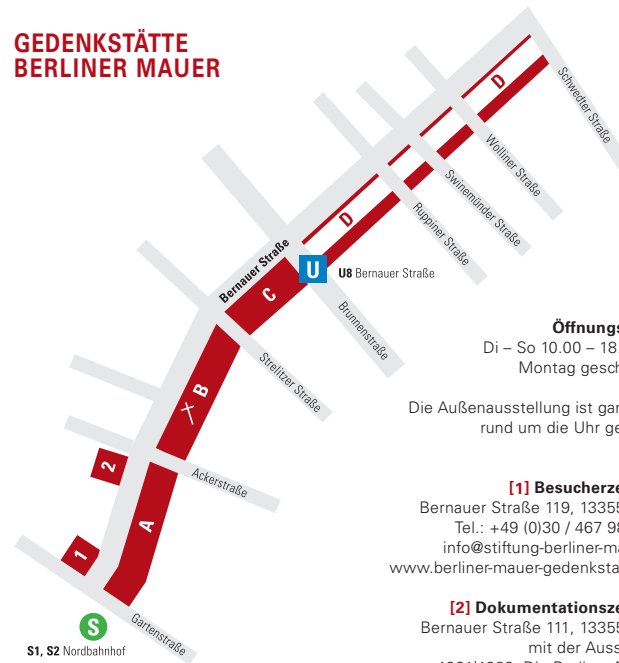 GEDENKSTÄTTE
BERLINER MAUER
Schwedter Straße
D
Wolliner Straße
Swinemünder Straße
Ruppiner Straße
D
Bernauer Straße
U
U8 Bernauer Straße
C
Brunnenstraße
Strelitzer Straße
B
2
Ackerstraße
A
1
Gartenstraße
S
S1, S2 Nordbahnhof
Öffnungs
Di – So 10.00 – 18.
Montag gesch
Die Außenausstellung ist gan
rund um die Uhr ge
[1] Besucherze
Bernauer Straße 119, 13355
Tel.: +49 (0)30 / 467 98
info@stiftung-berliner-ma
www.berliner-mauer-gedenksta
[2] Dokumentationsze
Bernauer Straße 111, 13355
mit der Auss